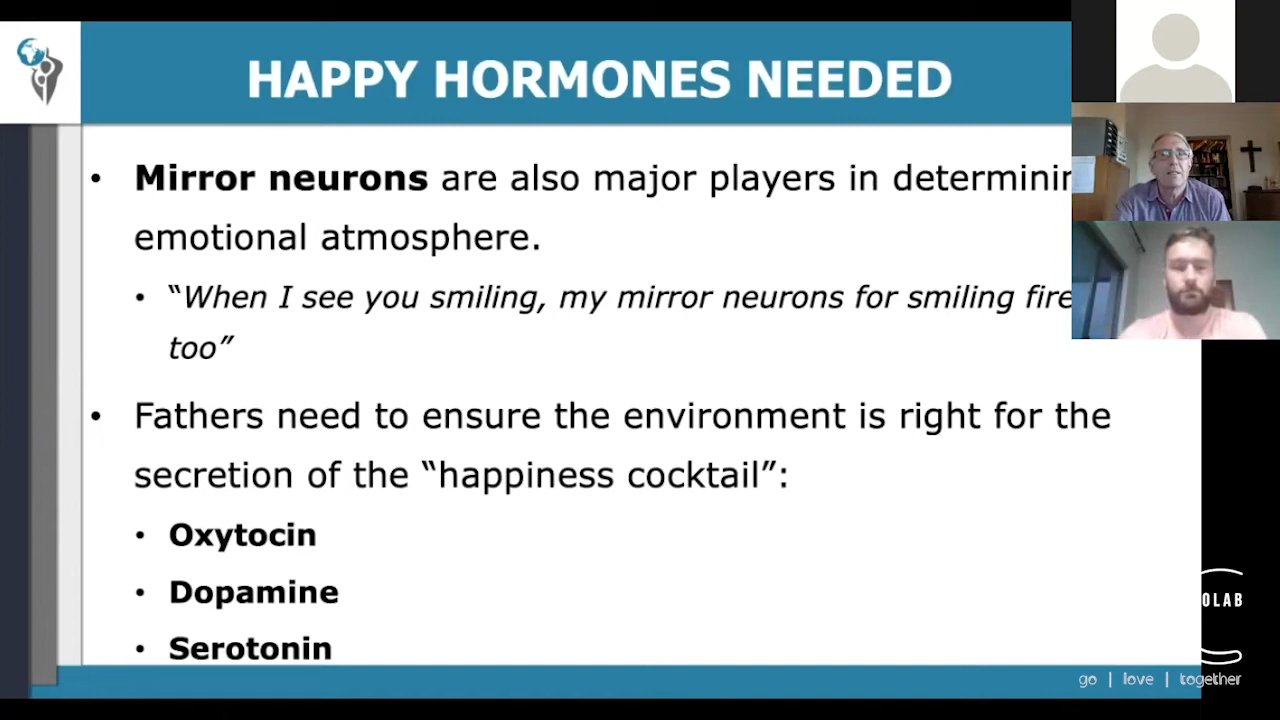 HAPPY HORMONES NEEDED
• Mirror neurons are also major players in
emotional atmosphere.
• “When I see you smiling, my mirror neurons for smiling fire
too”
• Fathers need to ensure the environment is right for the
secretion of the “happiness cocktail”:
• Oxytocin
• Dopamine
• Serotonin
OLAB
go | love | together